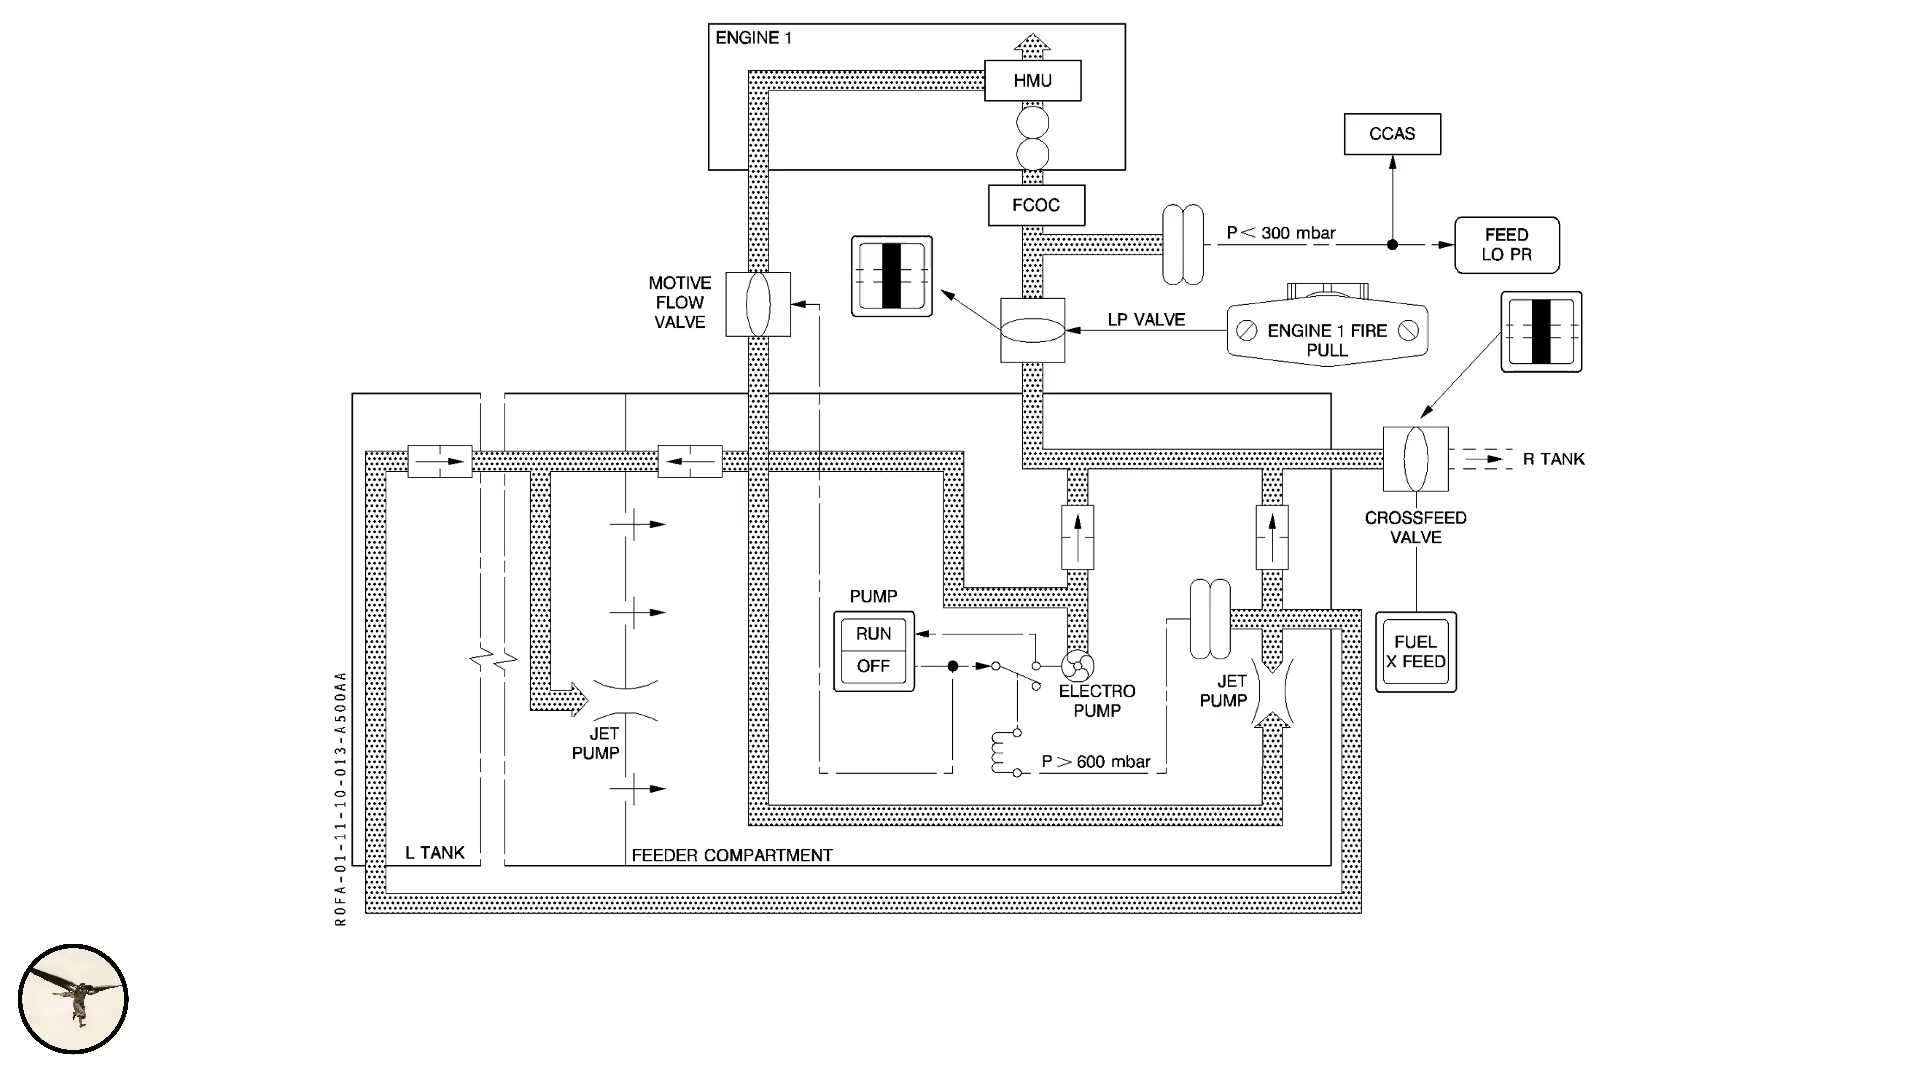 ENGINE 1
HMU
CCAS
FCOC
P < 300 mbar
FEED
LO PR
MOTIVE
FLOW
VALVE
LP VALVE
ENGINE 1 FIRE
PULL
R TANK
CROSSFEED
VALVE
PUMP
RUN
OFF
FUEL
X FEED
ELECTRO
PUMP
JET
PUMP
JET
PUMP
P > 600 mbar
L TANK
FEEDER COMPARTMENT
R0FA-01-11-10-013-A500AA